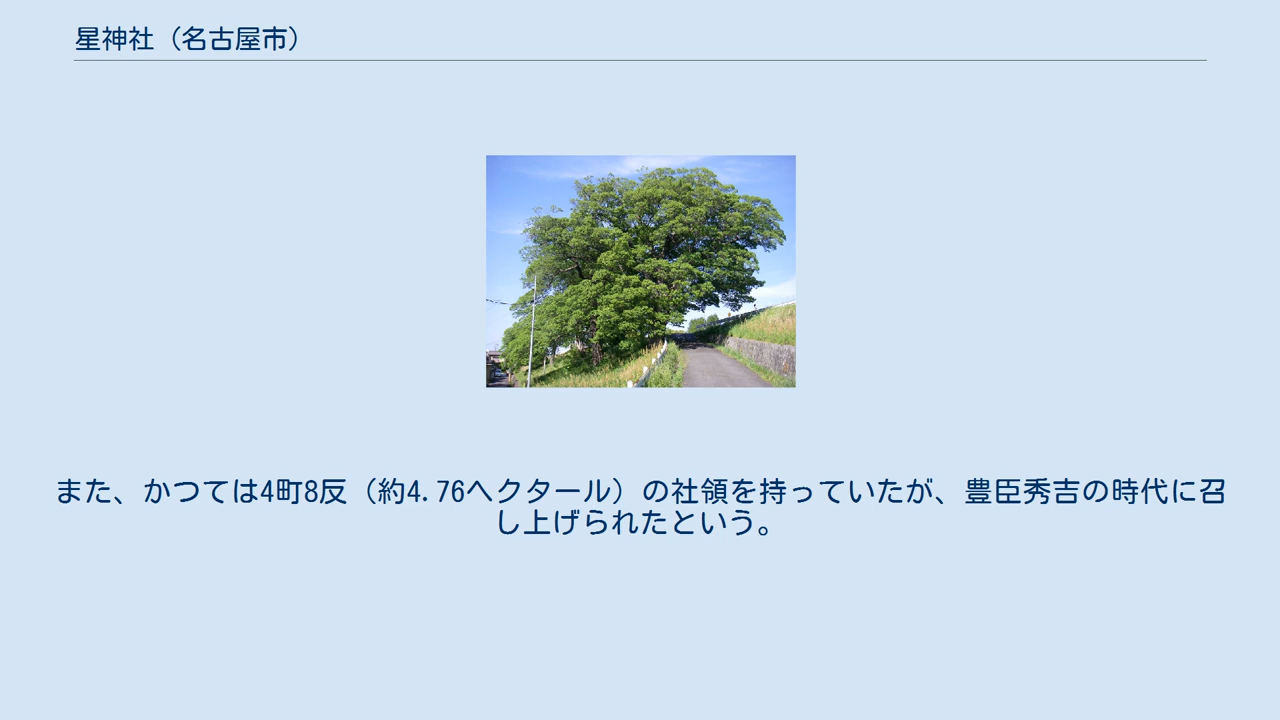 星神社（名古屋市）
また、かつては4町8反（約4.76ヘクタール）の社領を持っていたが、豊臣秀吉の時代に召
し上げられたという。